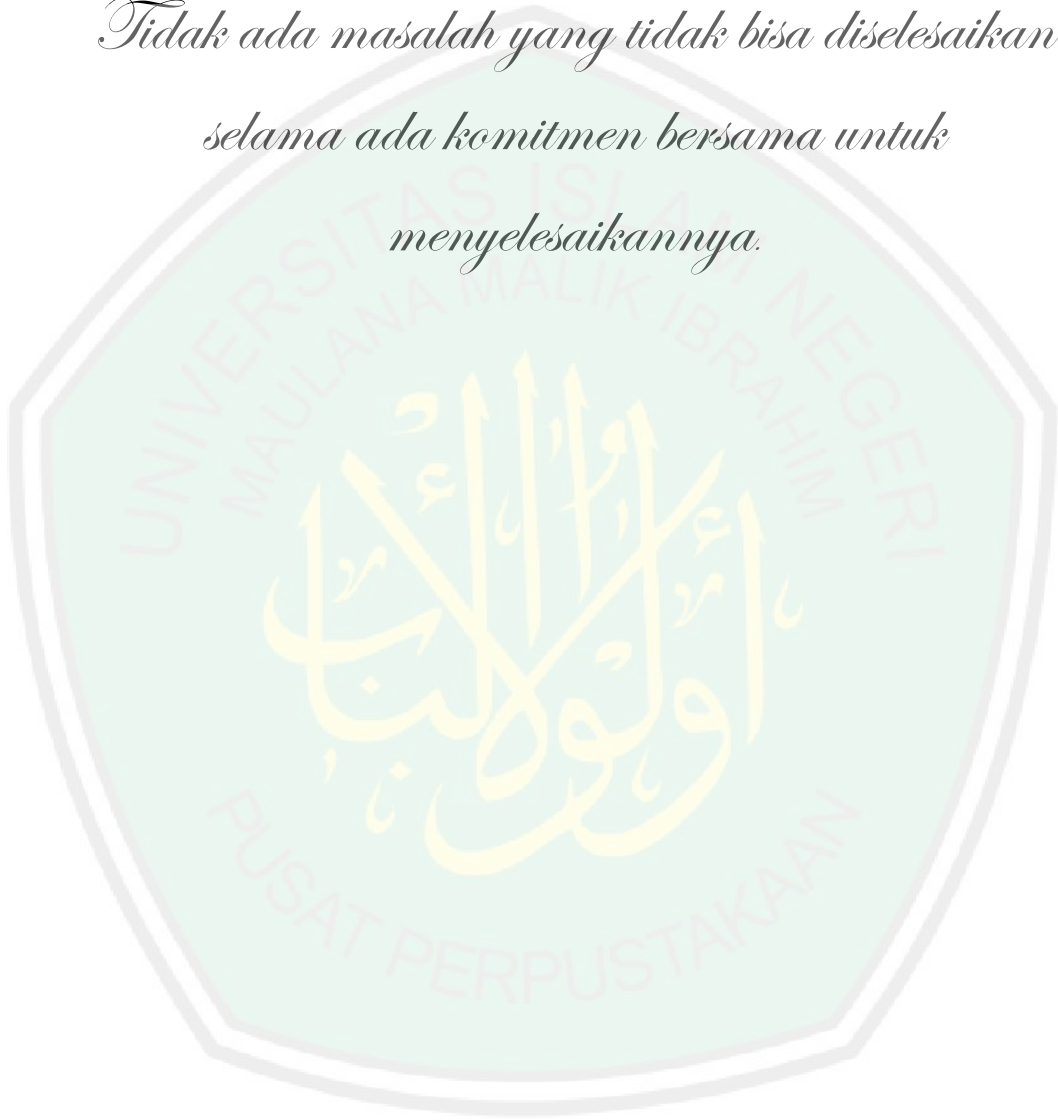 Tidak ada masalah yang tidak bisa diselesaikan
selama ada komitmen bersama untuk
menyelesaikannya.
UNIVERSITAS ISLAM NEGERI
MAULANA MALIK IBRAHIM
أولوا الألباب
PUSAT PERPUSTAKAAN